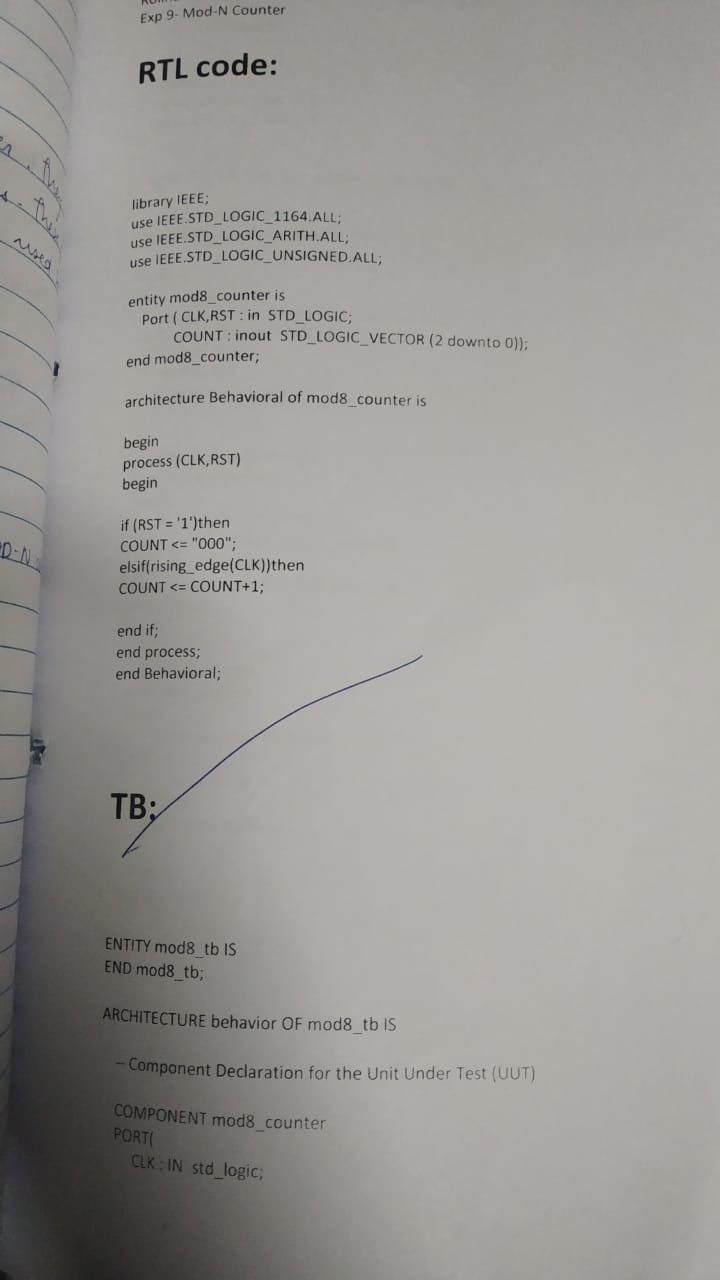 Exp 9- Mod-N Counter
RTL code:
library IEEE;
use IEEE.STD_LOGIC_1164.ALL;
use IEEE.STD_LOGIC_ARITH.ALL;
use IEEE.STD_LOGIC_UNSIGNED.ALL;
entity mod8_counter is
Port ( CLK,RST : in  STD_LOGIC;
COUNT : inout  STD_LOGIC_VECTOR (2 downto 0));
end mod8_counter;
architecture Behavioral of mod8_counter is
begin
process (CLK,RST)
begin
if (RST = '1')then
COUNT <= "000";
elsif(rising_edge(CLK))then
COUNT <= COUNT+1;
end if;
end process;
end Behavioral;
TB:
ENTITY mod8_tb IS
END mod8_tb;
ARCHITECTURE behavior OF mod8_tb IS
-- Component Declaration for the Unit Under Test (UUT)
COMPONENT mod8_counter
PORT(
CLK : IN  std_logic;
used